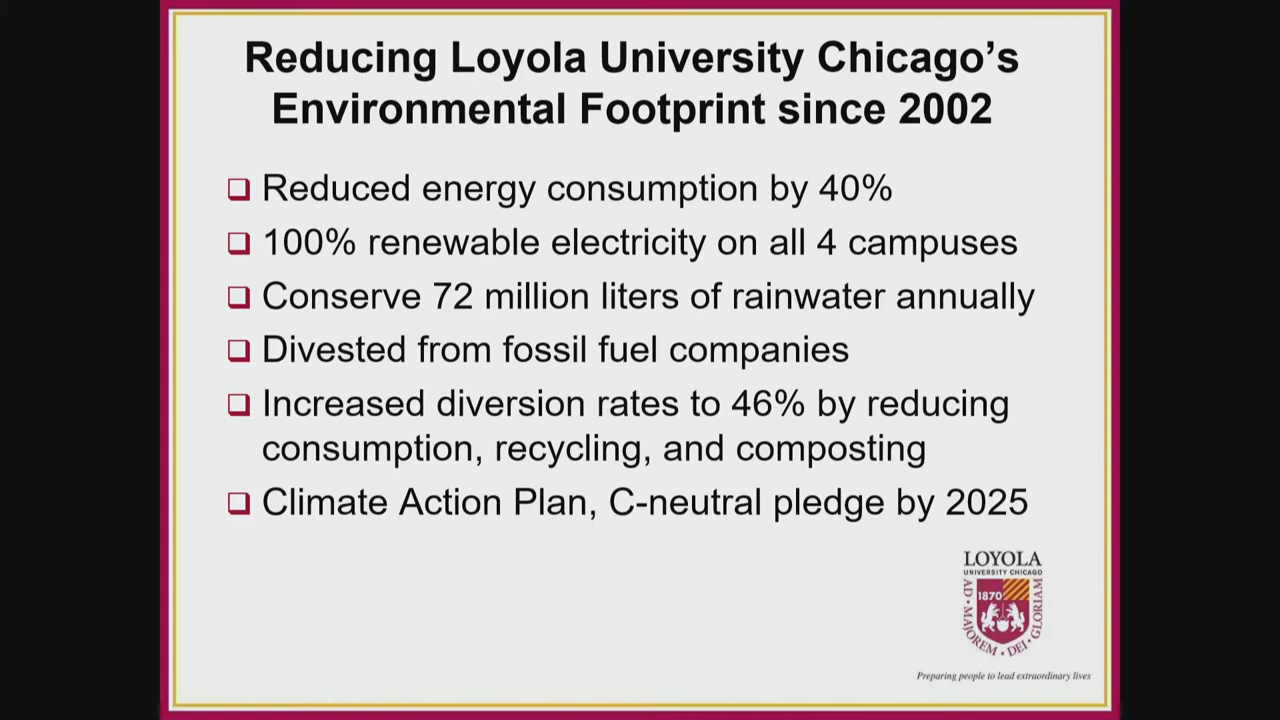 Reducing Loyola University Chicago’s
Environmental Footprint since 2002
Reduced energy consumption by 40%
100% renewable electricity on all 4 campuses
Conserve 72 million liters of rainwater annually
Divested from fossil fuel companies
Increased diversion rates to 46% by reducing
consumption, recycling, and composting
Climate Action Plan, C-neutral pledge by 2025
LOYOLA
UNIVERSITY CHICAGO
1870
AD • MAJOREM • DEI • GLORIAM
Preparing people to lead extraordinary lives